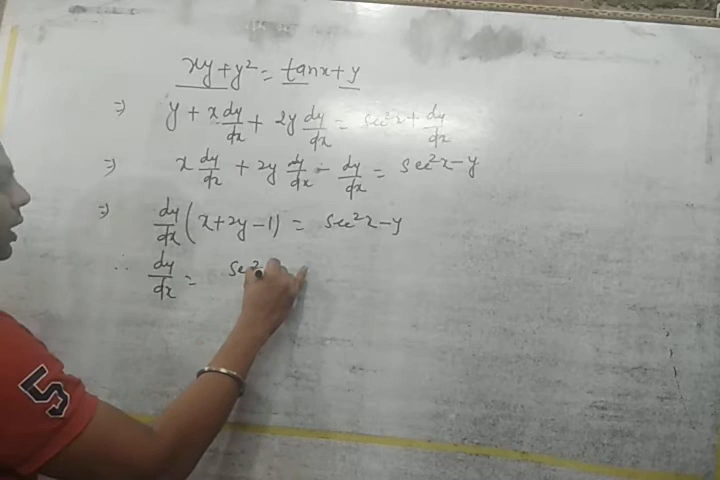 xy + y² = tanx + y
⇒ y + x dy/dx + 2y dy/dx = sec²x + dy/dx
⇒ x dy/dx + 2y dy/dx - dy/dx = sec²x - y
⇒ dy/dx (x + 2y - 1) = sec²x - y
∴ dy/dx = sec²
5